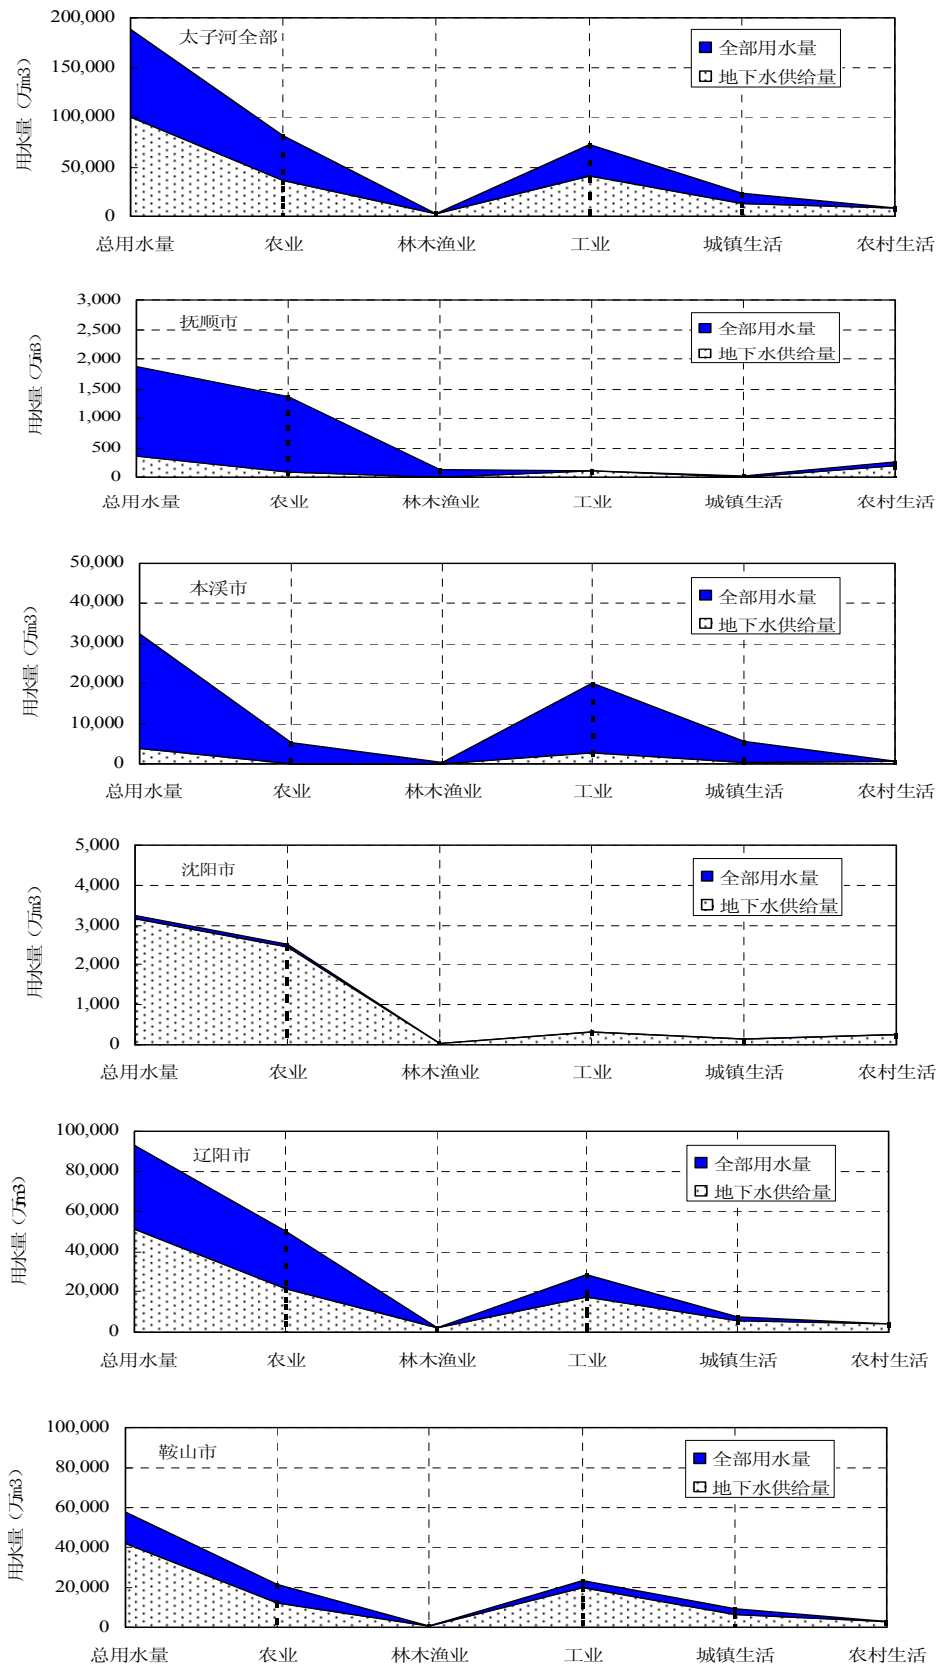 200,000
太子河全部
全部用水量
150,000
地下水供给量
100,000
50,000
0
用水量（万m3）
总用水量 农业 林木渔业 工业 城镇生活 农村生活
3,000
抚顺市
全部用水量
2,500
地下水供给量
2,000
1,500
1,000
500
0
用水量（万m3）
总用水量 农业 林木渔业 工业 城镇生活 农村生活
50,000
本溪市
全部用水量
40,000
地下水供给量
30,000
20,000
10,000
0
用水量（万m3）
总用水量 农业 林木渔业 工业 城镇生活 农村生活
5,000
沈阳市
全部用水量
4,000
地下水供给量
3,000
2,000
1,000
0
用水量（万m3）
总用水量 农业 林木渔业 工业 城镇生活 农村生活
100,000
辽阳市
全部用水量
80,000
地下水供给量
60,000
40,000
20,000
0
用水量（万m3）
总用水量 农业 林木渔业 工业 城镇生活 农村生活
100,000
鞍山市
全部用水量
80,000
地下水供给量
60,000
40,000
20,000
0
用水量（万m3）
总用水量 农业 林木渔业 工业 城镇生活 农村生活